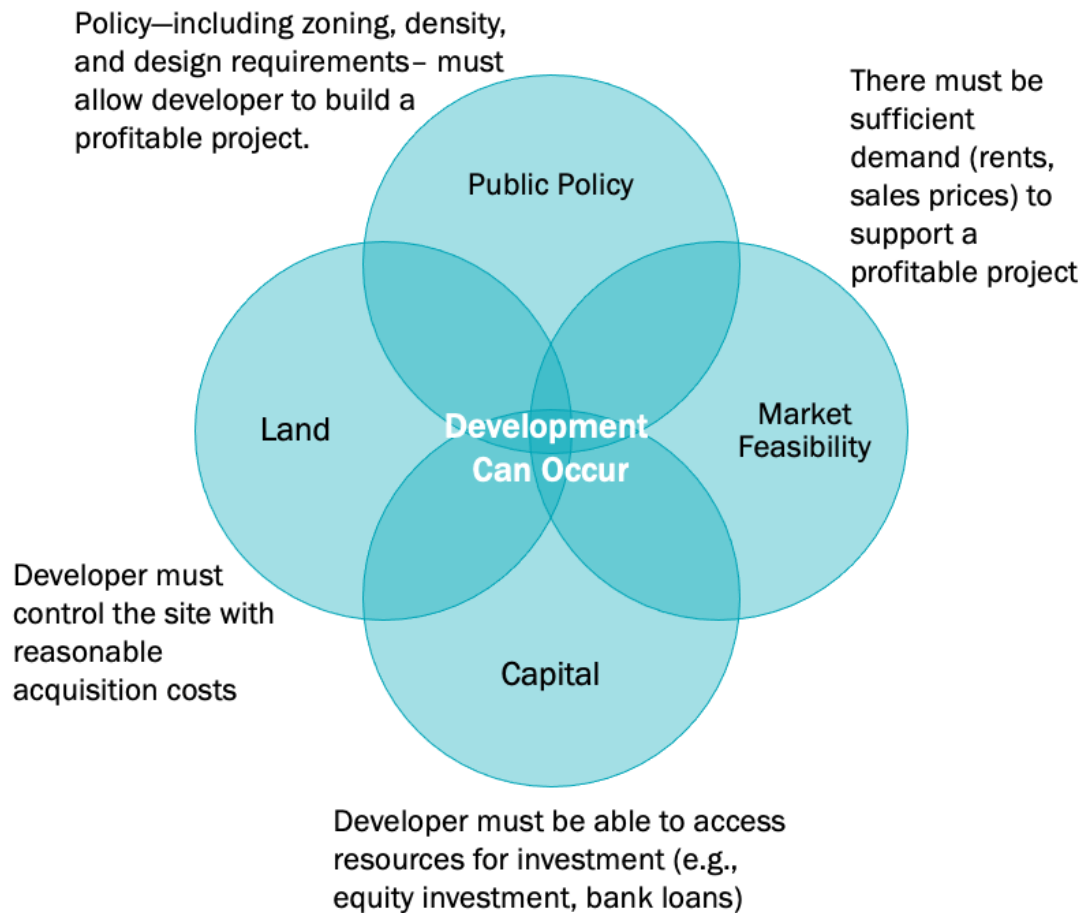 Policy—including zoning, density,
and design requirements– must
allow developer to build a
profitable project.
There must be
sufficient
demand (rents,
sales prices) to
support a
profitable project
Public Policy
Land
Development
Can Occur
Market
Feasibility
Developer must
control the site with
reasonable
acquisition costs
Capital
Developer must be able to access
resources for investment (e.g.,
equity investment, bank loans)